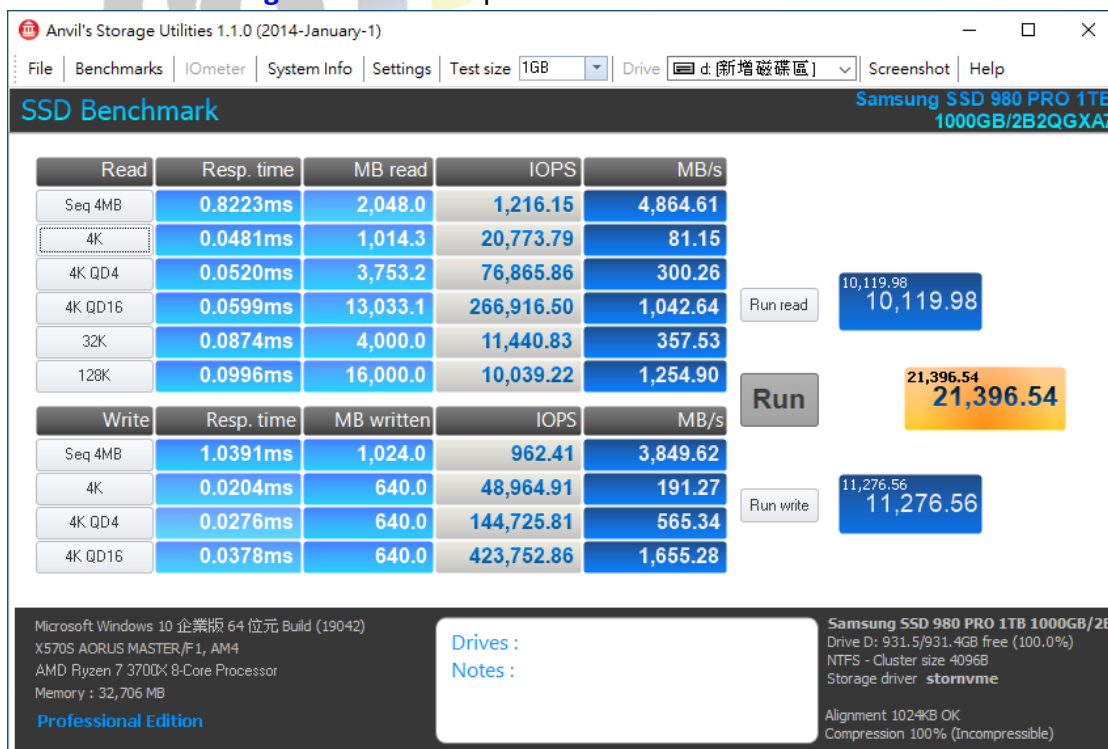 Anvil's Storage Utilities 1.1.0 (2014-January-1)
File Benchmarks IOmeter System Info Settings Test size 1GB Drive d: [新增磁碟區] Screenshot Help
SSD Benchmark
Samsung SSD 980 PRO 1TB
1000GB/2B2QGXA7
Read Resp. time MB read IOPS MB/s
Seq 4MB 0.8223ms 2,048.0 1,216.15 4,864.61
4K 0.0481ms 1,014.3 20,773.79 81.15
4K QD4 0.0520ms 3,753.2 76,865.86 300.26
4K QD16 0.0599ms 13,033.1 266,916.50 1,042.64
32K 0.0874ms 4,000.0 11,440.83 357.53
128K 0.0996ms 16,000.0 10,039.22 1,254.90
Run read
10,119.98
10,119.98
Run
21,396.54
21,396.54
Write Resp. time MB written IOPS MB/s
Seq 4MB 1.0391ms 1,024.0 962.41 3,849.62
4K 0.0204ms 640.0 48,964.91 191.27
4K QD4 0.0276ms 640.0 144,725.81 565.34
4K QD16 0.0378ms 640.0 423,752.86 1,655.28
Run write
11,276.56
11,276.56
Microsoft Windows 10 企業版 64 位元 Build (19042)
X570S AORUS MASTER/F1, AM4
AMD Ryzen 7 3700X 8-Core Processor
Memory : 32,706 MB
Professional Edition
Drives :
Notes :
Samsung SSD 980 PRO 1TB 1000GB/2B
Drive D: 931.5/931.4GB free (100.0%)
NTFS - Cluster size 4096B
Storage driver stornvme
Alignment 1024KB OK
Compression 100% (Incompressible)